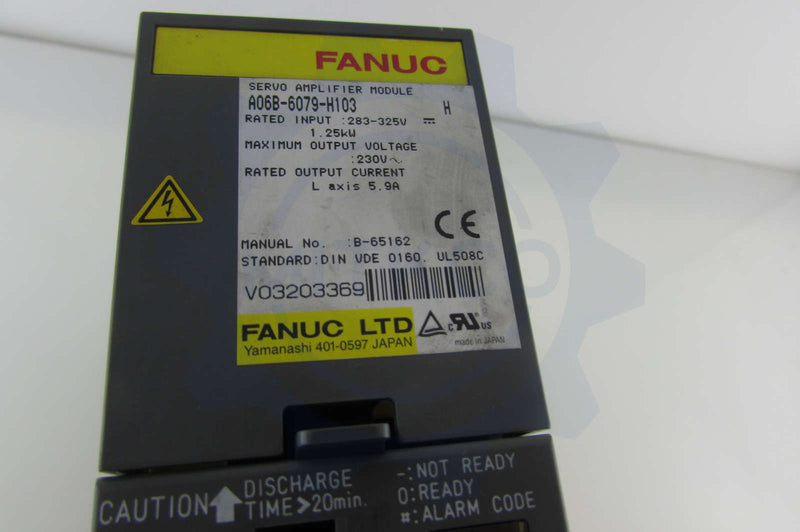 FANUC
SERVO AMPLIFIER MODULE
A06B-6079-H103 H
RATED INPUT :283-325V ⎓
1.25kW
MAXIMUM OUTPUT VOLTAGE
:230V~
RATED OUTPUT CURRENT
L axis 5.9A
CE
MANUAL No. :B-65162
STANDARD:DIN VDE 0160. UL508C
V03203369
FANUC LTD
Yamanashi 401-0597 JAPAN
c RU US
made in JAPAN
CAUTION DISCHARGE TIME>20min.
-:NOT READY
0:READY
#:ALARM CODE